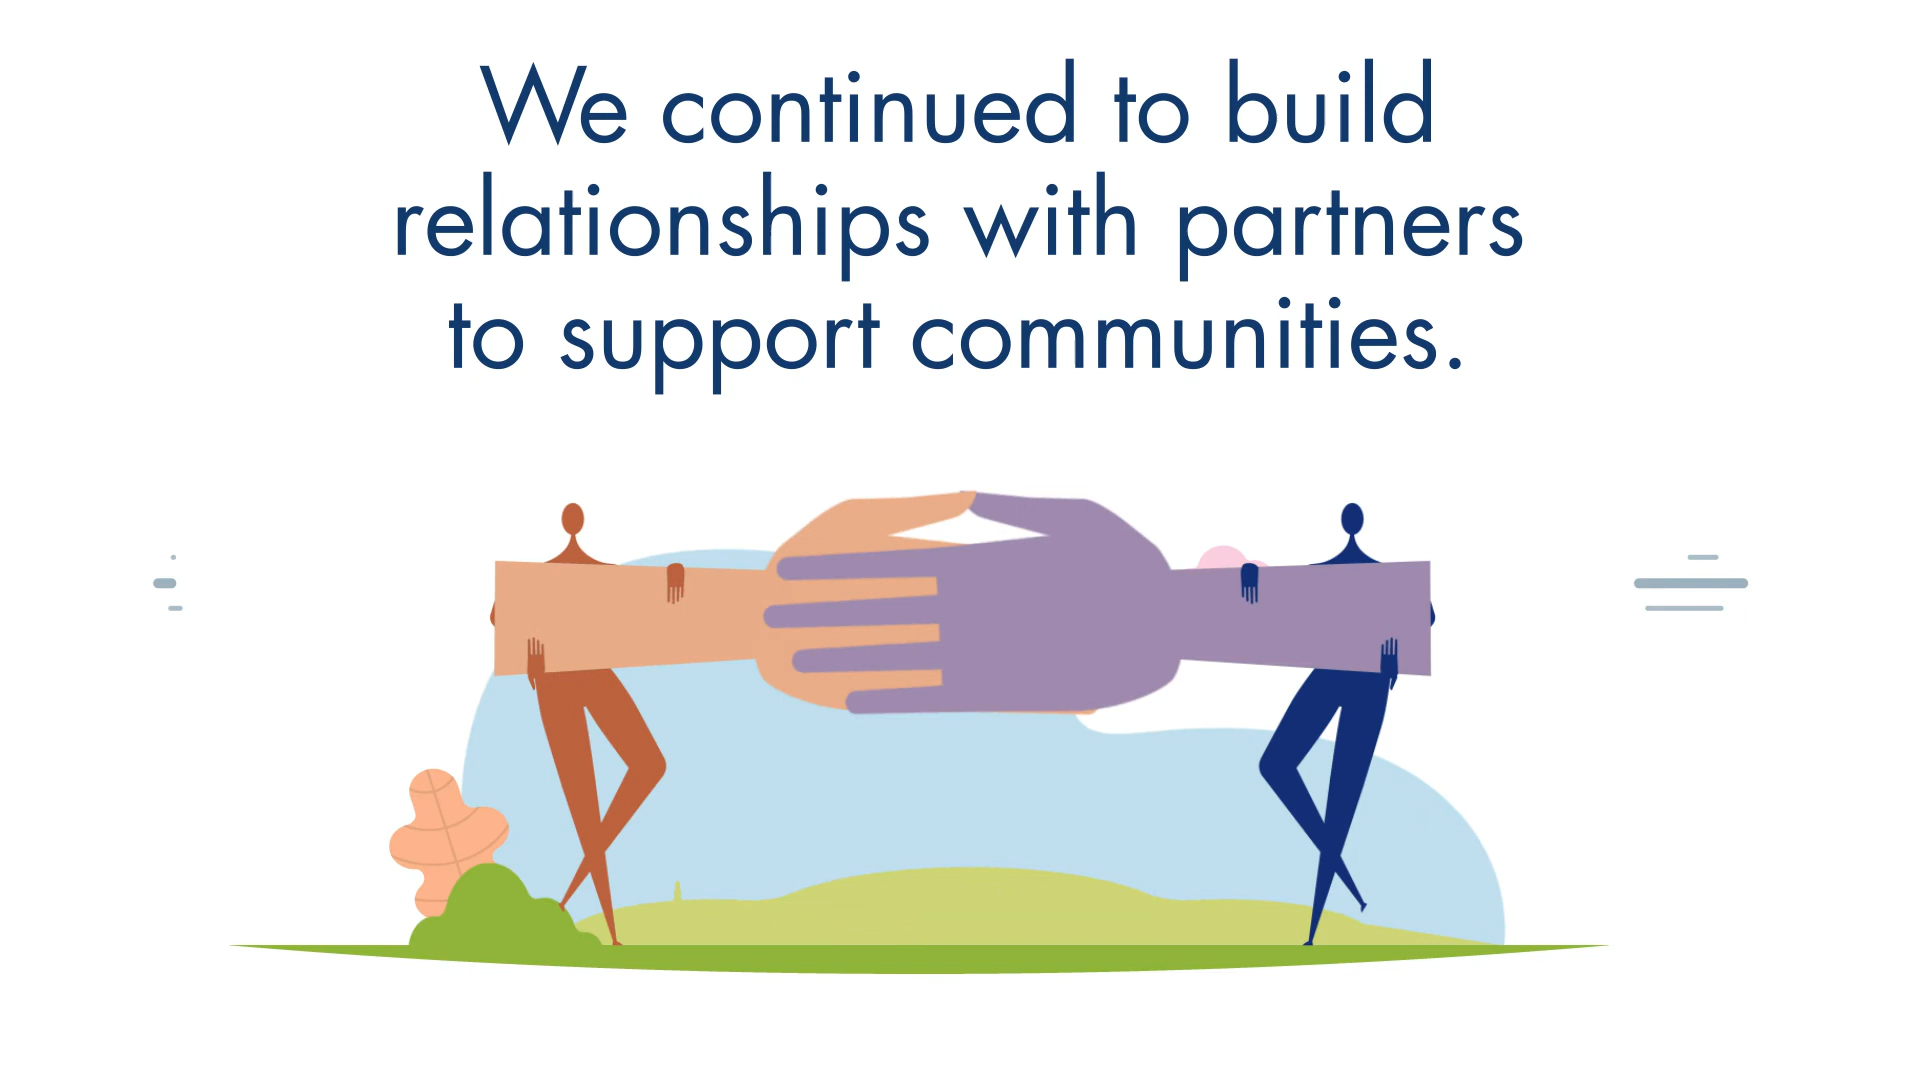 We continued to build
relationships with partners
to support communities.